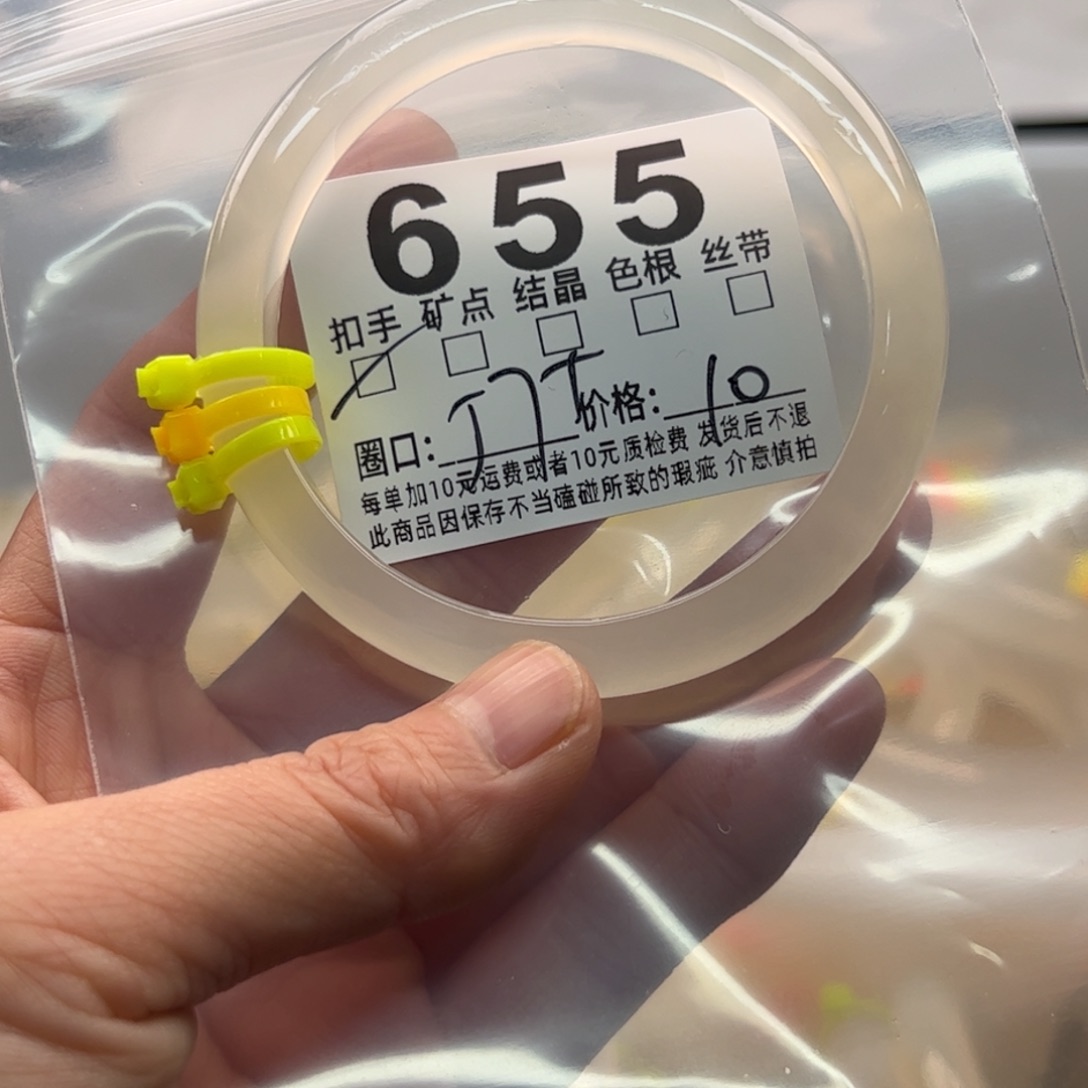 655
扣手 矿点 结晶 色根 丝带
圈口: 价格: 10
每单加10元运费或者10元质检费 发货后不退
此商品因保存不当磕碰所致的瑕疵 介意慎拍